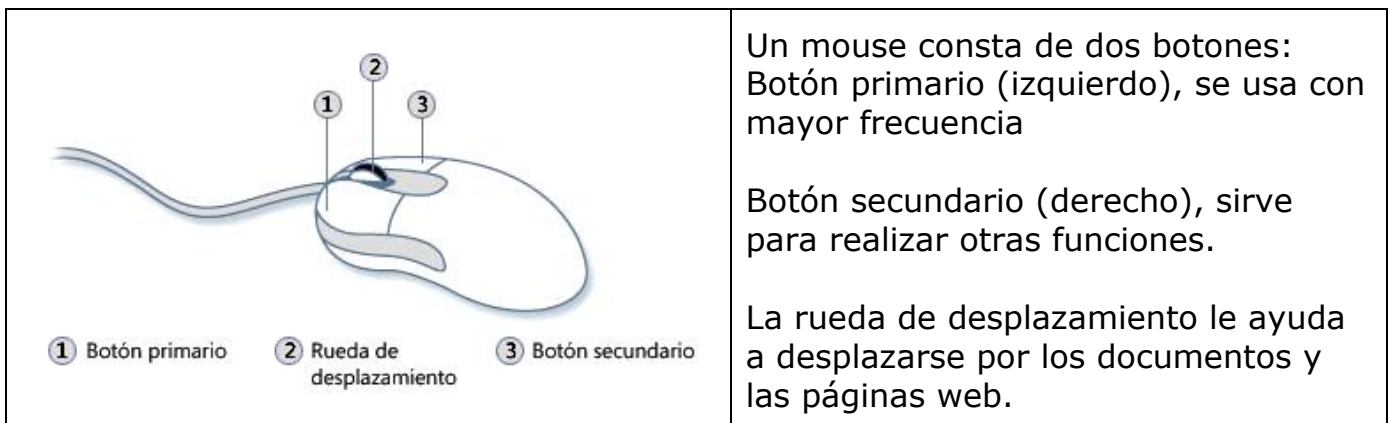 2
1
3
1 Botón primario
2 Rueda de
desplazamiento
3 Botón secundario
Un mouse consta de dos botones:
Botón primario (izquierdo), se usa con
mayor frecuencia
Botón secundario (derecho), sirve
para realizar otras funciones.
La rueda de desplazamiento le ayuda
a desplazarse por los documentos y
las páginas web.